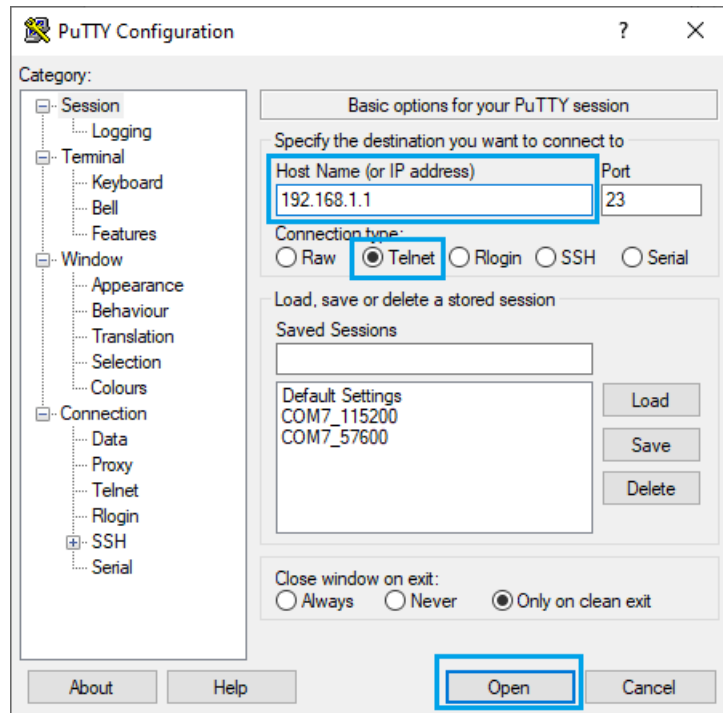 PuTTY Configuration ? ✕
Category:
Session
Logging
Terminal
Keyboard
Bell
Features
Window
Appearance
Behaviour
Translation
Selection
Colours
Connection
Data
Proxy
Telnet
Rlogin
SSH
Serial
Basic options for your PuTTY session
Specify the destination you want to connect to
Host Name (or IP address) Port
192.168.1.1 23
Connection type:
Raw Telnet Rlogin SSH Serial
Load, save or delete a stored session
Saved Sessions
Default Settings
COM7_115200
COM7_57600
Load
Save
Delete
Close window on exit:
Always Never Only on clean exit
About Help Open Cancel